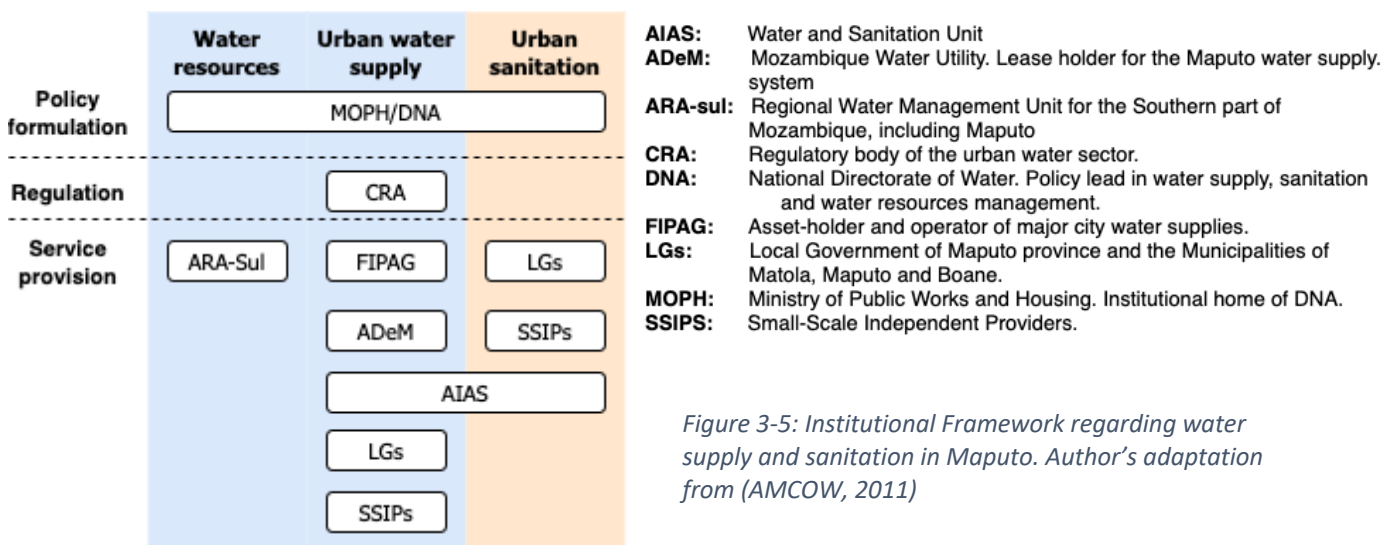 Water resources
Urban water supply
Urban sanitation
Policy formulation
MOPH/DNA
Regulation
CRA
Service provision
ARA-Sul
FIPAG
LGs
ADeM
SSIPs
AIAS
LGs
SSIPs
AIAS: Water and Sanitation Unit
ADeM: Mozambique Water Utility. Lease holder for the Maputo water supply.
system
ARA-sul: Regional Water Management Unit for the Southern part of
Mozambique, including Maputo
CRA: Regulatory body of the urban water sector.
DNA: National Directorate of Water. Policy lead in water supply, sanitation
and water resources management.
FIPAG: Asset-holder and operator of major city water supplies.
LGs: Local Government of Maputo province and the Municipalities of
Matola, Maputo and Boane.
MOPH: Ministry of Public Works and Housing. Institutional home of DNA.
SSIPS: Small-Scale Independent Providers.
Figure 3-5: Institutional Framework regarding water
supply and sanitation in Maputo. Author's adaptation
from (AMCOW, 2011)